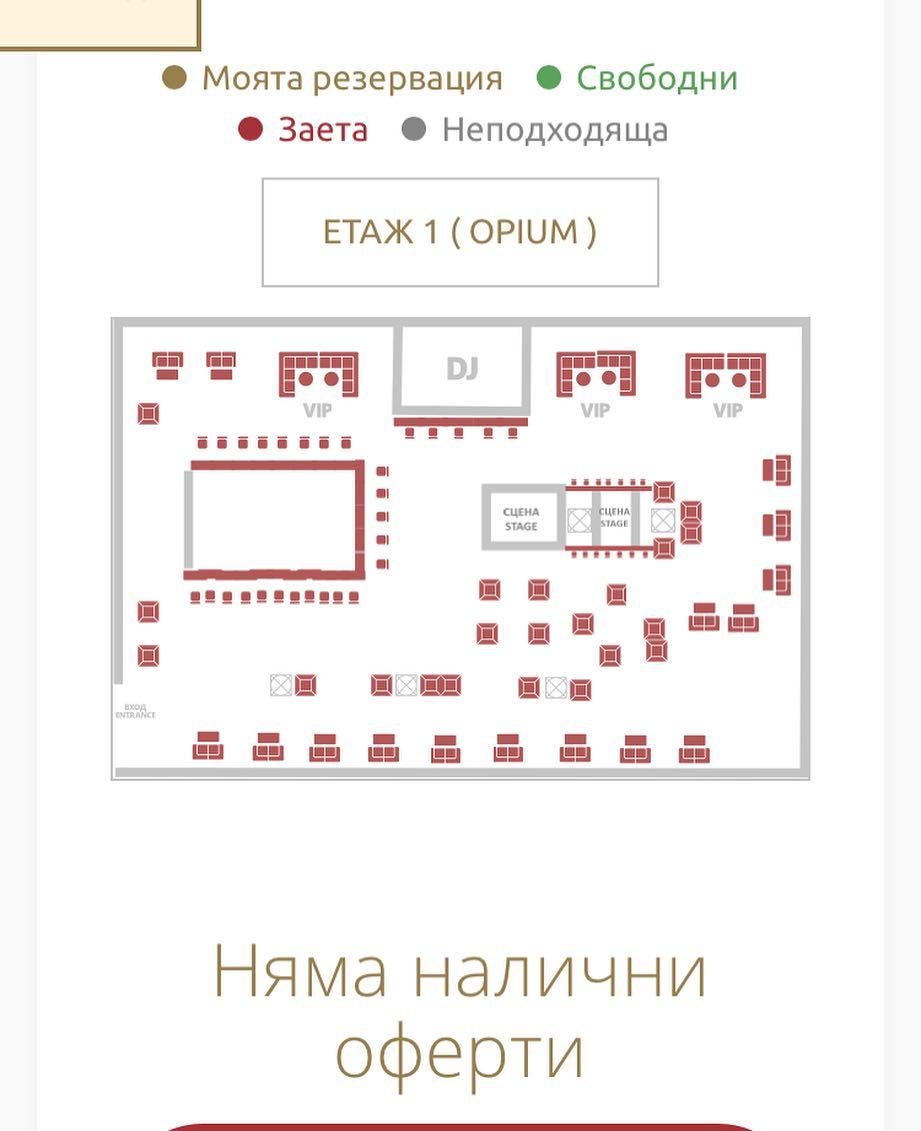 Моята резервация Свободни
Заета Неподходяща
ЕТАЖ 1 ( OPIUM )
DJ
VIP VIP VIP
СЦЕНА
STAGE
СЦЕНА
STAGE
ВХОД
ENTRANCE
Няма налични
оферти